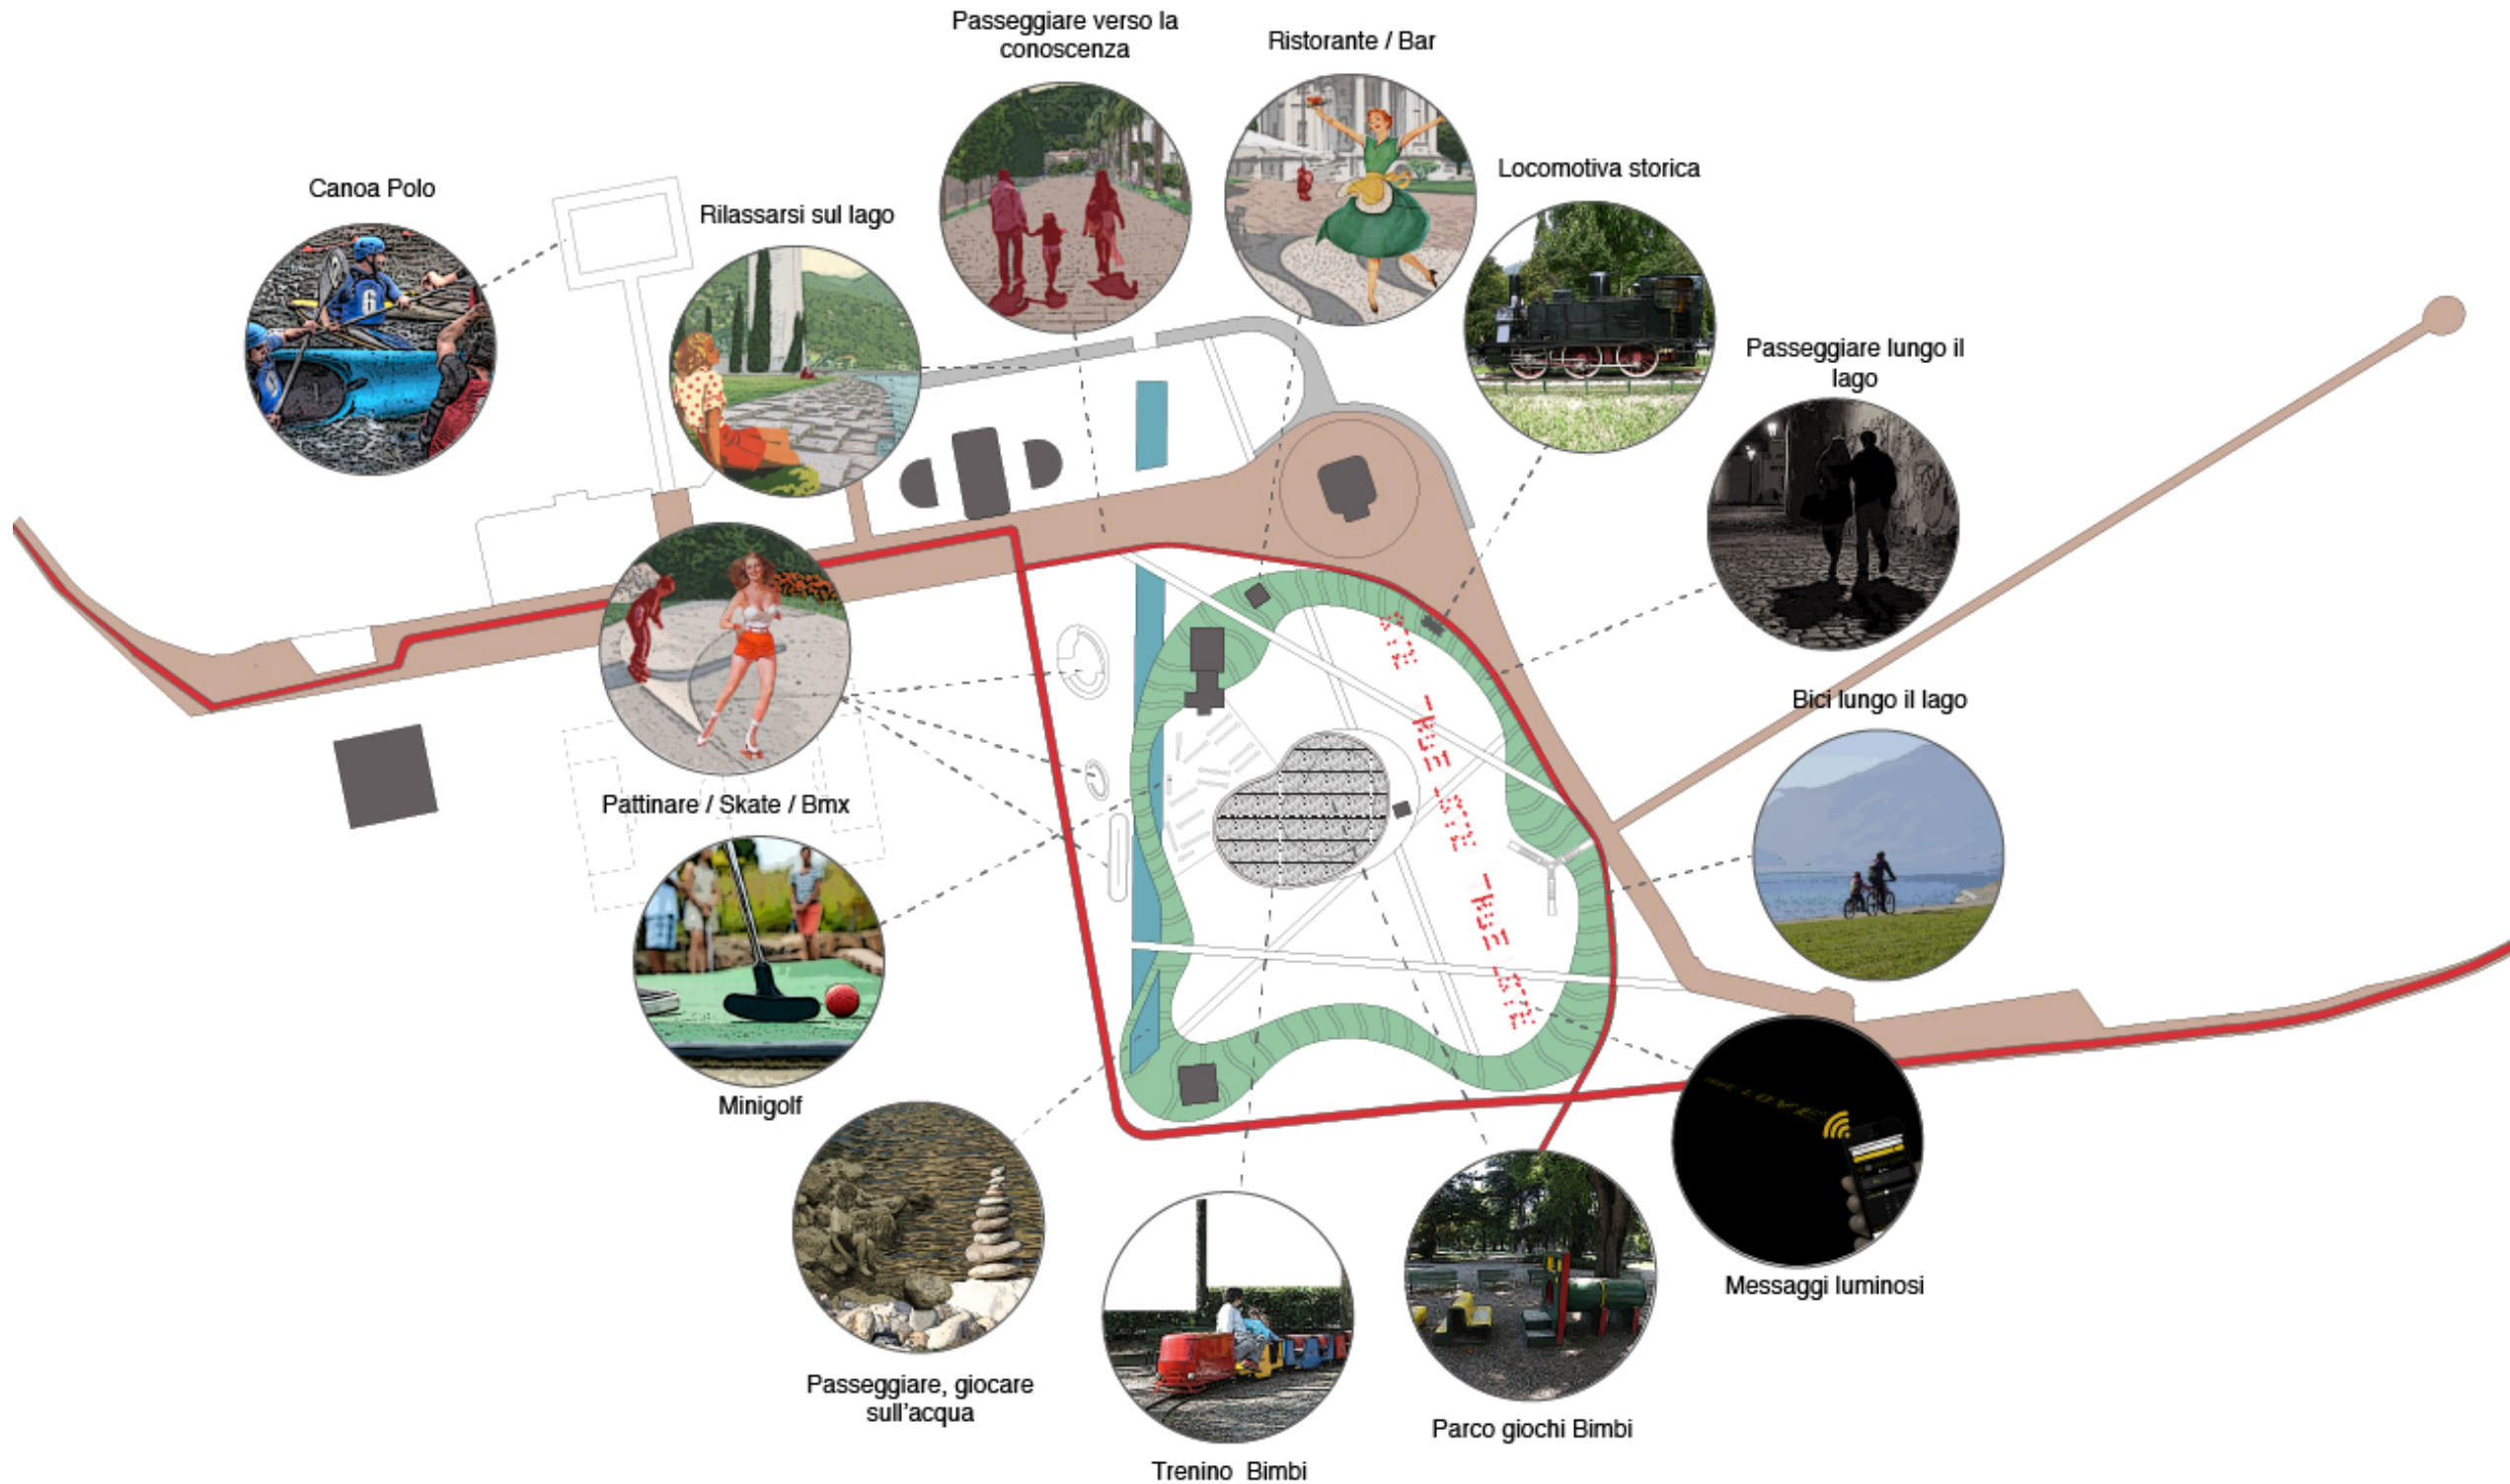 Passeggiare verso la
conoscenza
Ristorante / Bar
Locomotiva storica
Canoa Polo
Rilassarsi sul lago
6
Passeggiare lungo il
lago
Bici lungo il lago
Pattinare / Skate / Bmx
Minigolf
Messaggi luminosi
Passeggiare, giocare
sull'acqua
Parco giochi Bimbi
Trenino Bimbi